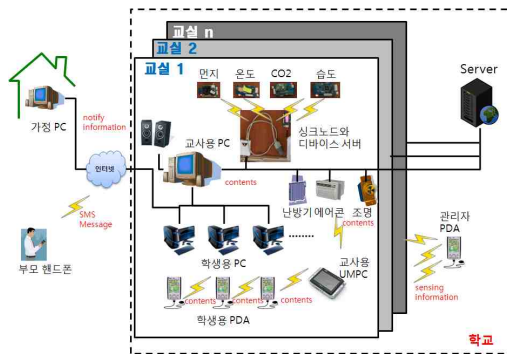 교실 n
교실 2
교실 1
먼지
온도
CO2
습도
Server
notify
Information
가정 PC
교사용 PC
싱크노드와
디바이스 서버
인터넷
contents
난방기
에어콘
조명
SMS
Message
contents
관리자
PDA
학생용 PC
교사용
UMPC
부모 핸드폰
contents
contents
contents
sensing
Information
학생용 PDA
학교